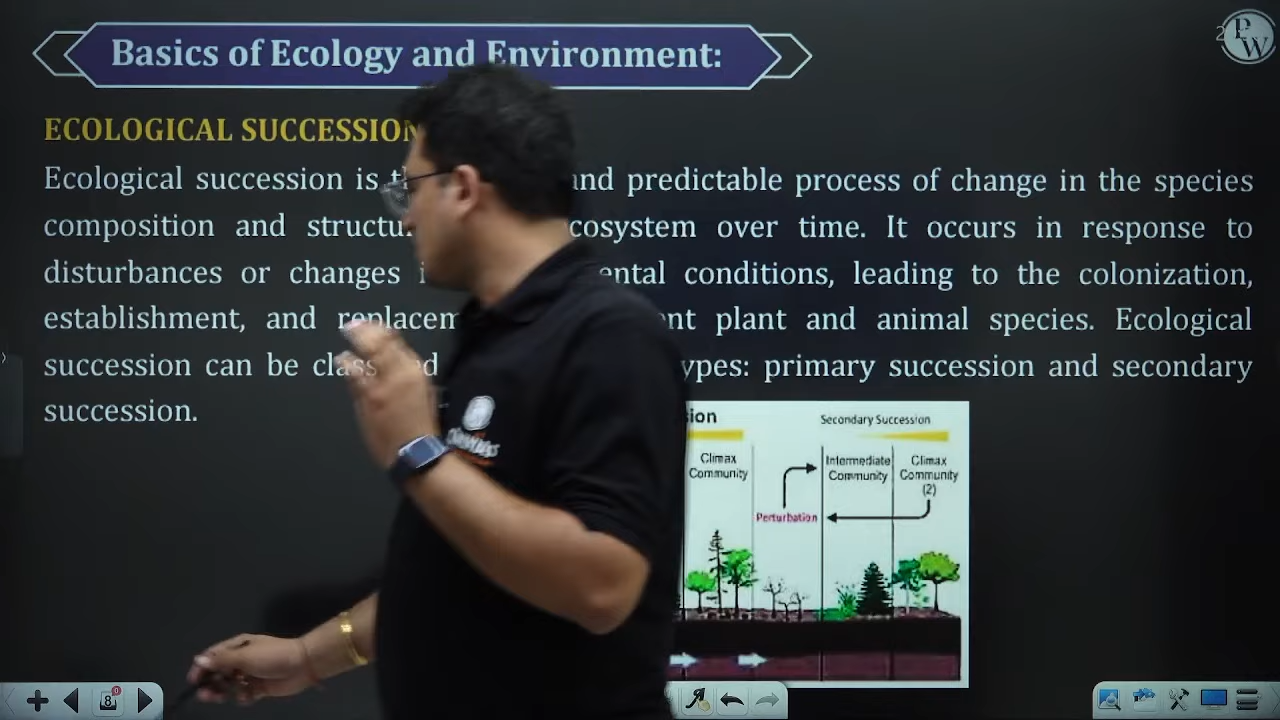 Basics of Ecology and Environment:
PW
ECOLOGICAL SUCCESSION
Ecological succession is and predictable process of change in the species
composition and cosystem over time. It occurs in response to
disturbances or changes ental conditions, leading to the colonization,
establishment, and nt plant and animal species. Ecological
succession can be ypes: primary succession and secondary
succession.
sion Secondary Succession
Climax
Community
Intermediate
Community
Climax
Community
(2)
Perturbation
8